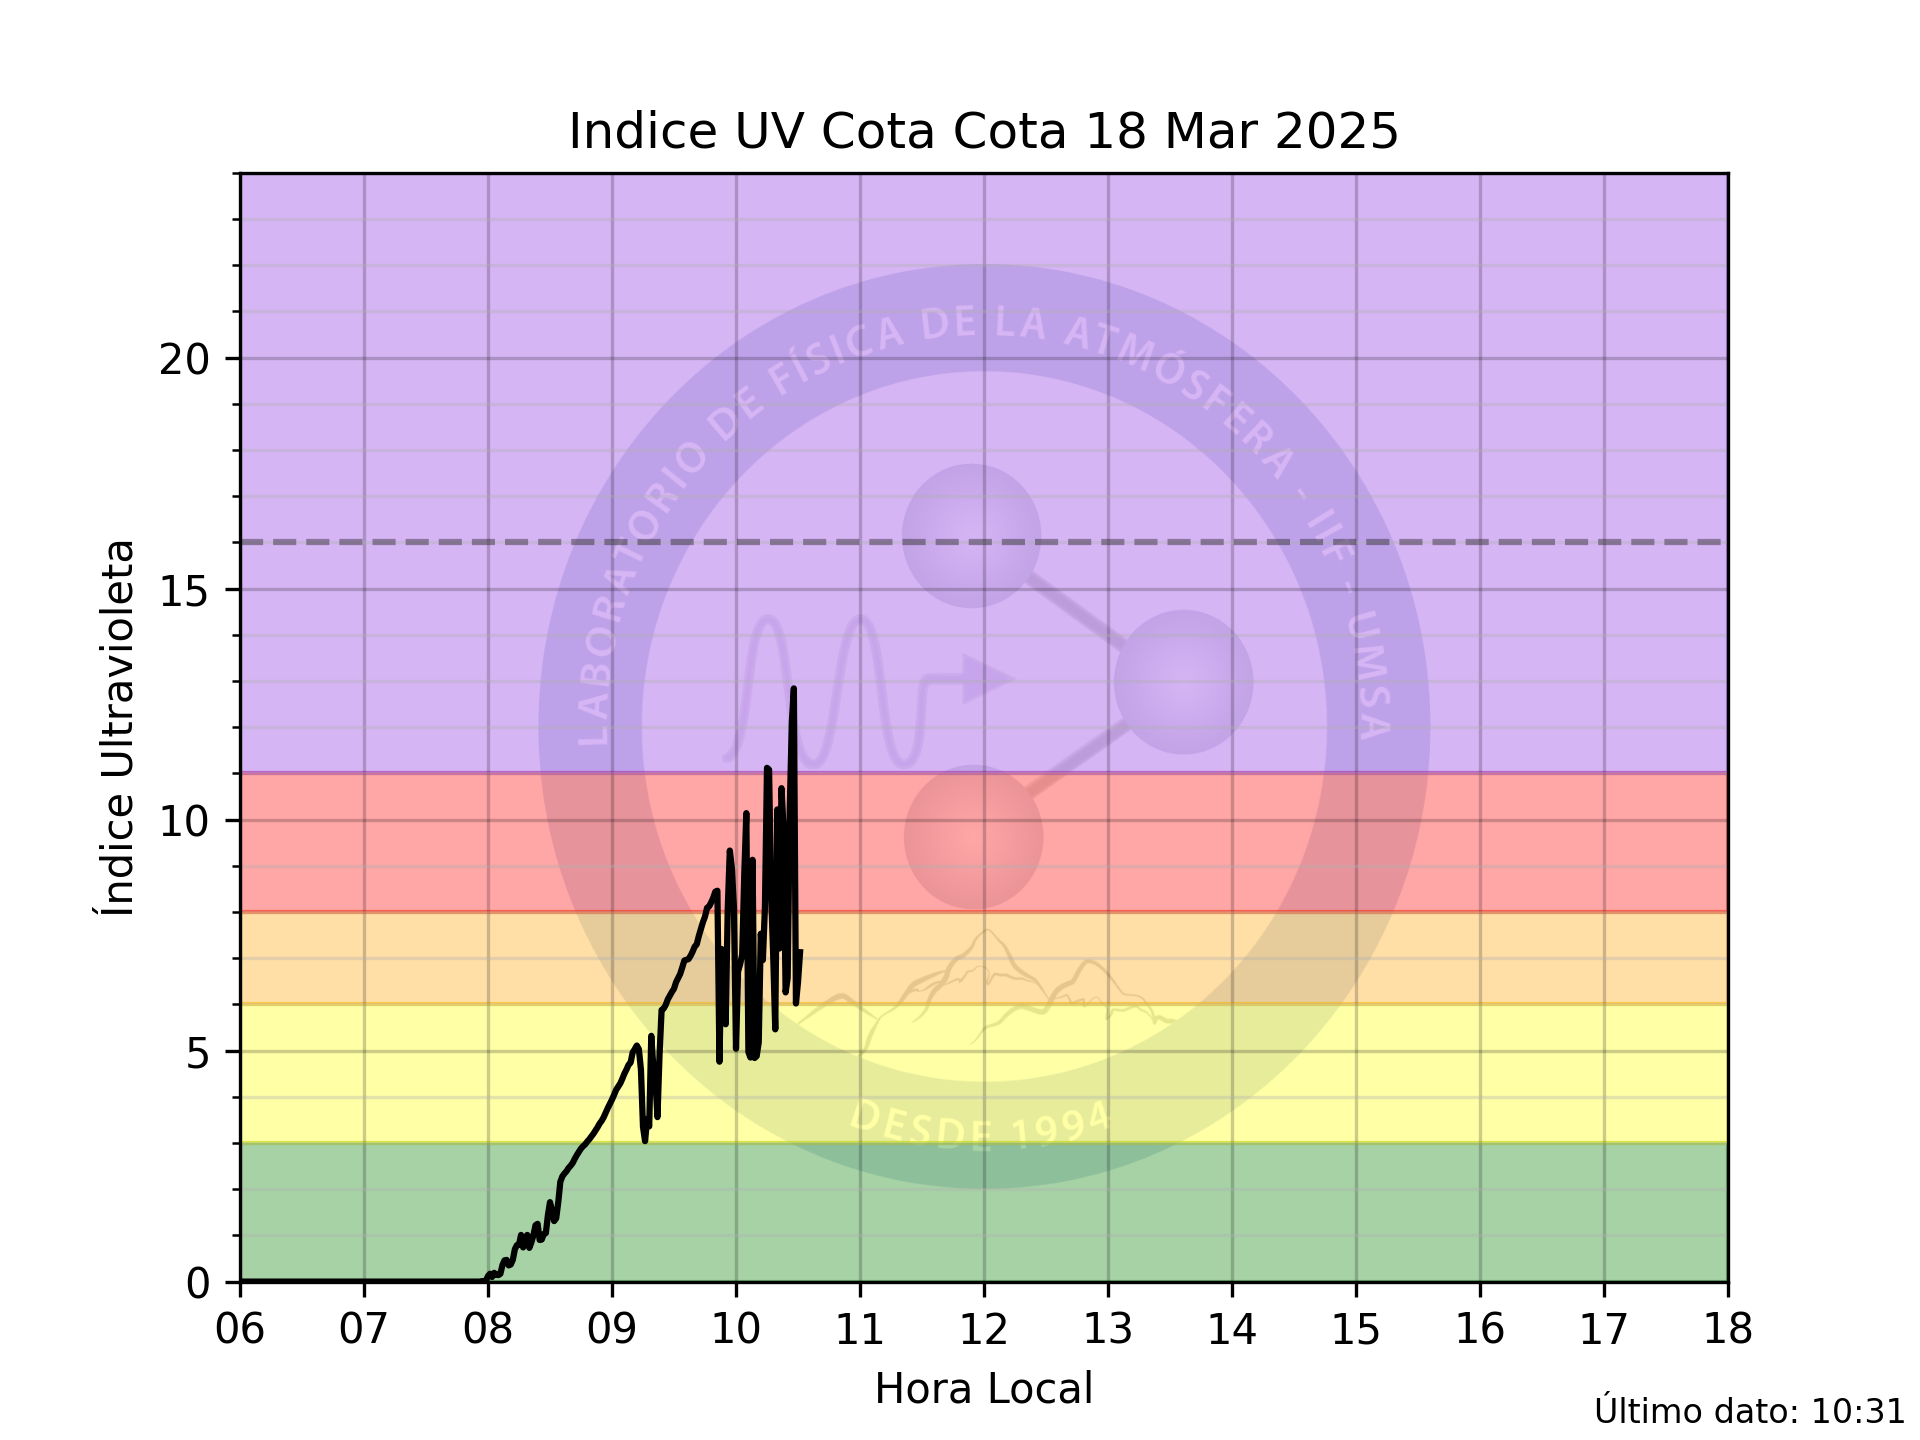 Indice UV Cota Cota 18 Mar 2025
Índice Ultravioleta
20
15
10
5
0
06 07 08 09 10 11 12 13 14 15 16 17 18
Hora Local
Último dato: 10:31
LABORATORIO DE FÍSICA DE LA ATMÓSFERA - IIF - UMSA
DESDE 1994